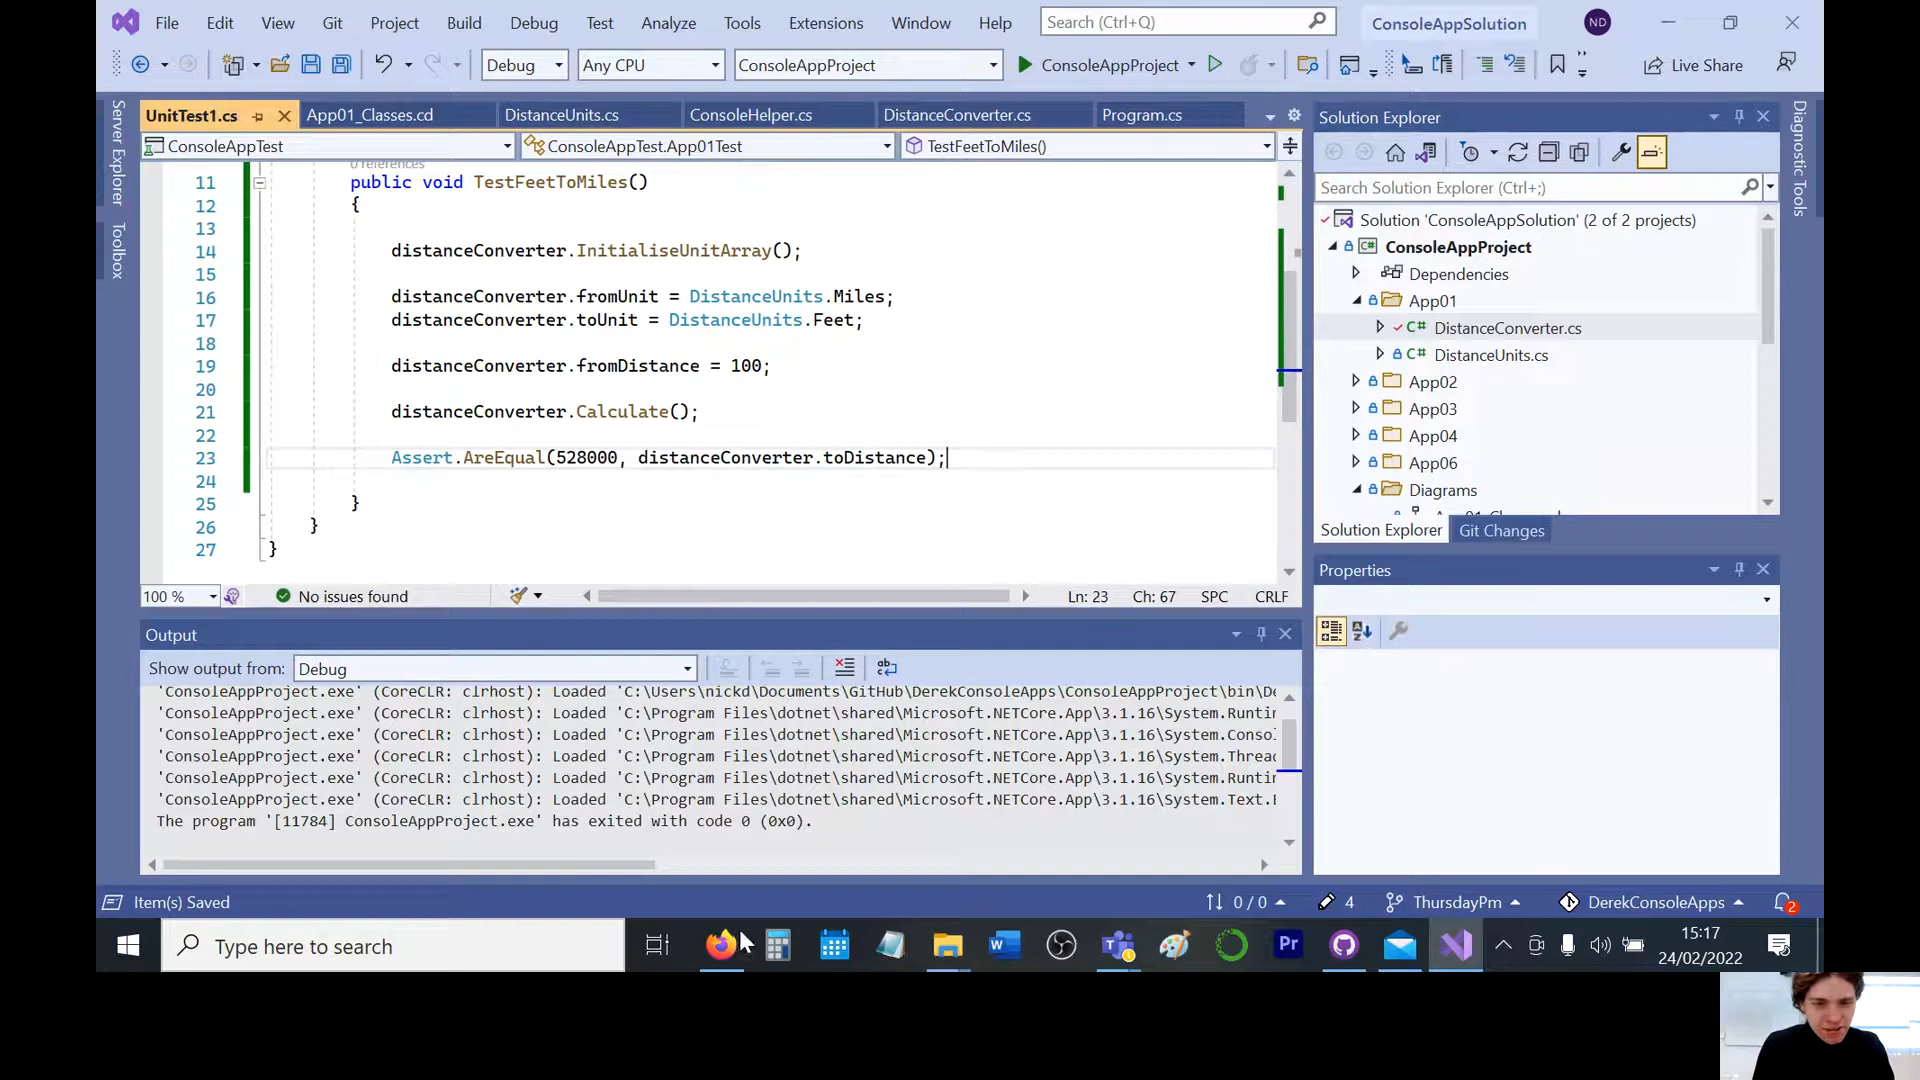 File Edit View Git Project Build Debug Test Analyze Tools Extensions Window Help Search (Ctrl+Q) ConsoleAppSolution ND
Debug Any CPU ConsoleAppProject ConsoleAppProject Live Share
Server Explorer
Toolbox
UnitTest1.cs App01_Classes.cd DistanceUnits.cs ConsoleHelper.cs DistanceConverter.cs Program.cs
ConsoleAppTest ConsoleAppTest.App01Test TestFeetToMiles()
0 references
11 public void TestFeetToMiles()
12 {
13
14 distanceConverter.InitialiseUnitArray();
15
16 distanceConverter.fromUnit = DistanceUnits.Miles;
17 distanceConverter.toUnit = DistanceUnits.Feet;
18
19 distanceConverter.fromDistance = 100;
20
21 distanceConverter.Calculate();
22
23 Assert.AreEqual(528000, distanceConverter.toDistance);
24
25 }
26 }
27 }
100 % No issues found Ln: 23 Ch: 67 SPC CRLF
Output
Show output from: Debug
'ConsoleAppProject.exe' (CoreCLR: clrhost): Loaded 'C:\Users\nickd\Documents\GitHub\DerekConsoleApps\ConsoleAppProject\bin\De
'ConsoleAppProject.exe' (CoreCLR: clrhost): Loaded 'C:\Program Files\dotnet\shared\Microsoft.NETCore.App\3.1.16\System.Runtim
'ConsoleAppProject.exe' (CoreCLR: clrhost): Loaded 'C:\Program Files\dotnet\shared\Microsoft.NETCore.App\3.1.16\System.Conso
'ConsoleAppProject.exe' (CoreCLR: clrhost): Loaded 'C:\Program Files\dotnet\shared\Microsoft.NETCore.App\3.1.16\System.Threa
'ConsoleAppProject.exe' (CoreCLR: clrhost): Loaded 'C:\Program Files\dotnet\shared\Microsoft.NETCore.App\3.1.16\System.Runtim
'ConsoleAppProject.exe' (CoreCLR: clrhost): Loaded 'C:\Program Files\dotnet\shared\Microsoft.NETCore.App\3.1.16\System.Text.E
The program '[11784] ConsoleAppProject.exe' has exited with code 0 (0x0).
Solution Explorer
Search Solution Explorer (Ctrl+;)
Solution 'ConsoleAppSolution' (2 of 2 projects)
C# ConsoleAppProject
Dependencies
App01
C# DistanceConverter.cs
C# DistanceUnits.cs
App02
App03
App04
App06
Diagrams
Solution Explorer Git Changes
Properties
Diagnostic Tools
Item(s) Saved 0 / 0 4 ThursdayPm DerekConsoleApps 2
Type here to search Pr 15:17
24/02/2022